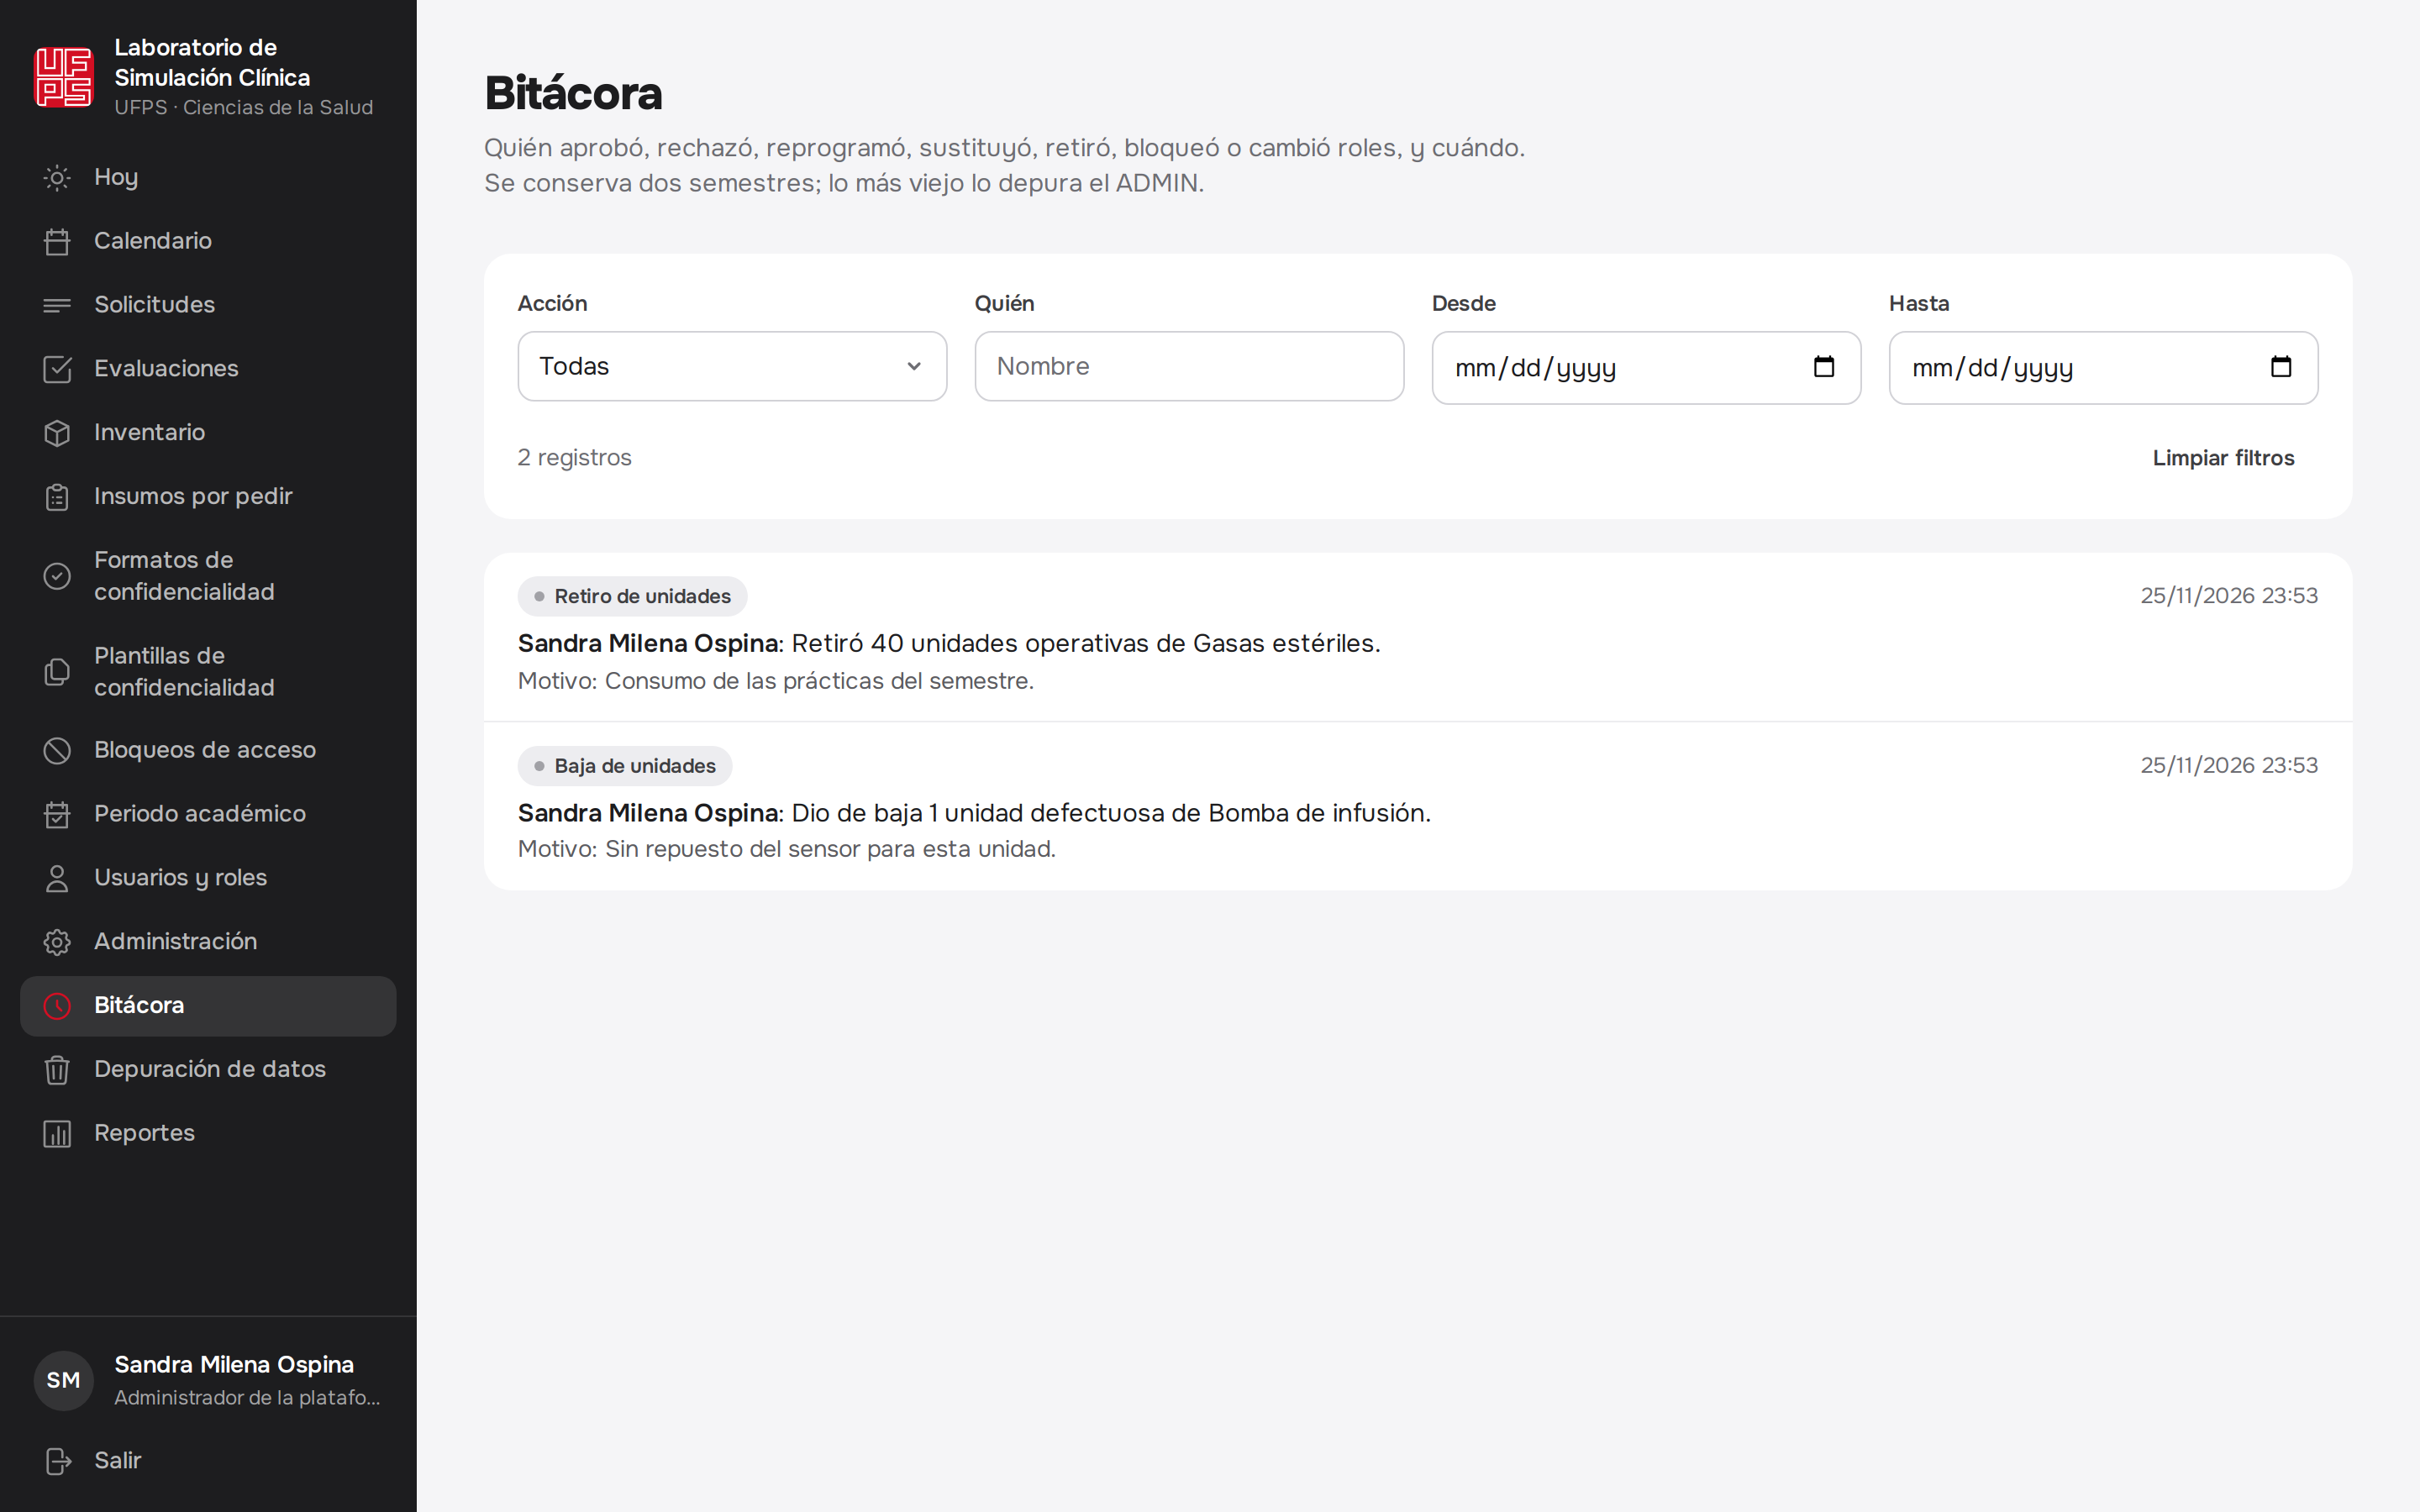 UFPS
Laboratorio de
Simulación Clínica
UFPS · Ciencias de la Salud
Hoy
Calendario
Solicitudes
Evaluaciones
Inventario
Insumos por pedir
Formatos de
confidencialidad
Plantillas de
confidencialidad
Bloqueos de acceso
Periodo académico
Usuarios y roles
Administración
Bitácora
Depuración de datos
Reportes
SM
Sandra Milena Ospina
Administrador de la platafo...
Salir
Bitácora
Quién aprobó, rechazó, reprogramó, sustituyó, retiró, bloqueó o cambió roles, y cuándo.
Se conserva dos semestres; lo más viejo lo depura el ADMIN.
Acción
Todas
Quién
Nombre
Desde
mm/dd/yyyy
Hasta
mm/dd/yyyy
2 registros
Limpiar filtros
Retiro de unidades
25/11/2026 23:53
Sandra Milena Ospina: Retiró 40 unidades operativas de Gasas estériles.
Motivo: Consumo de las prácticas del semestre.
Baja de unidades
25/11/2026 23:53
Sandra Milena Ospina: Dio de baja 1 unidad defectuosa de Bomba de infusión.
Motivo: Sin repuesto del sensor para esta unidad.